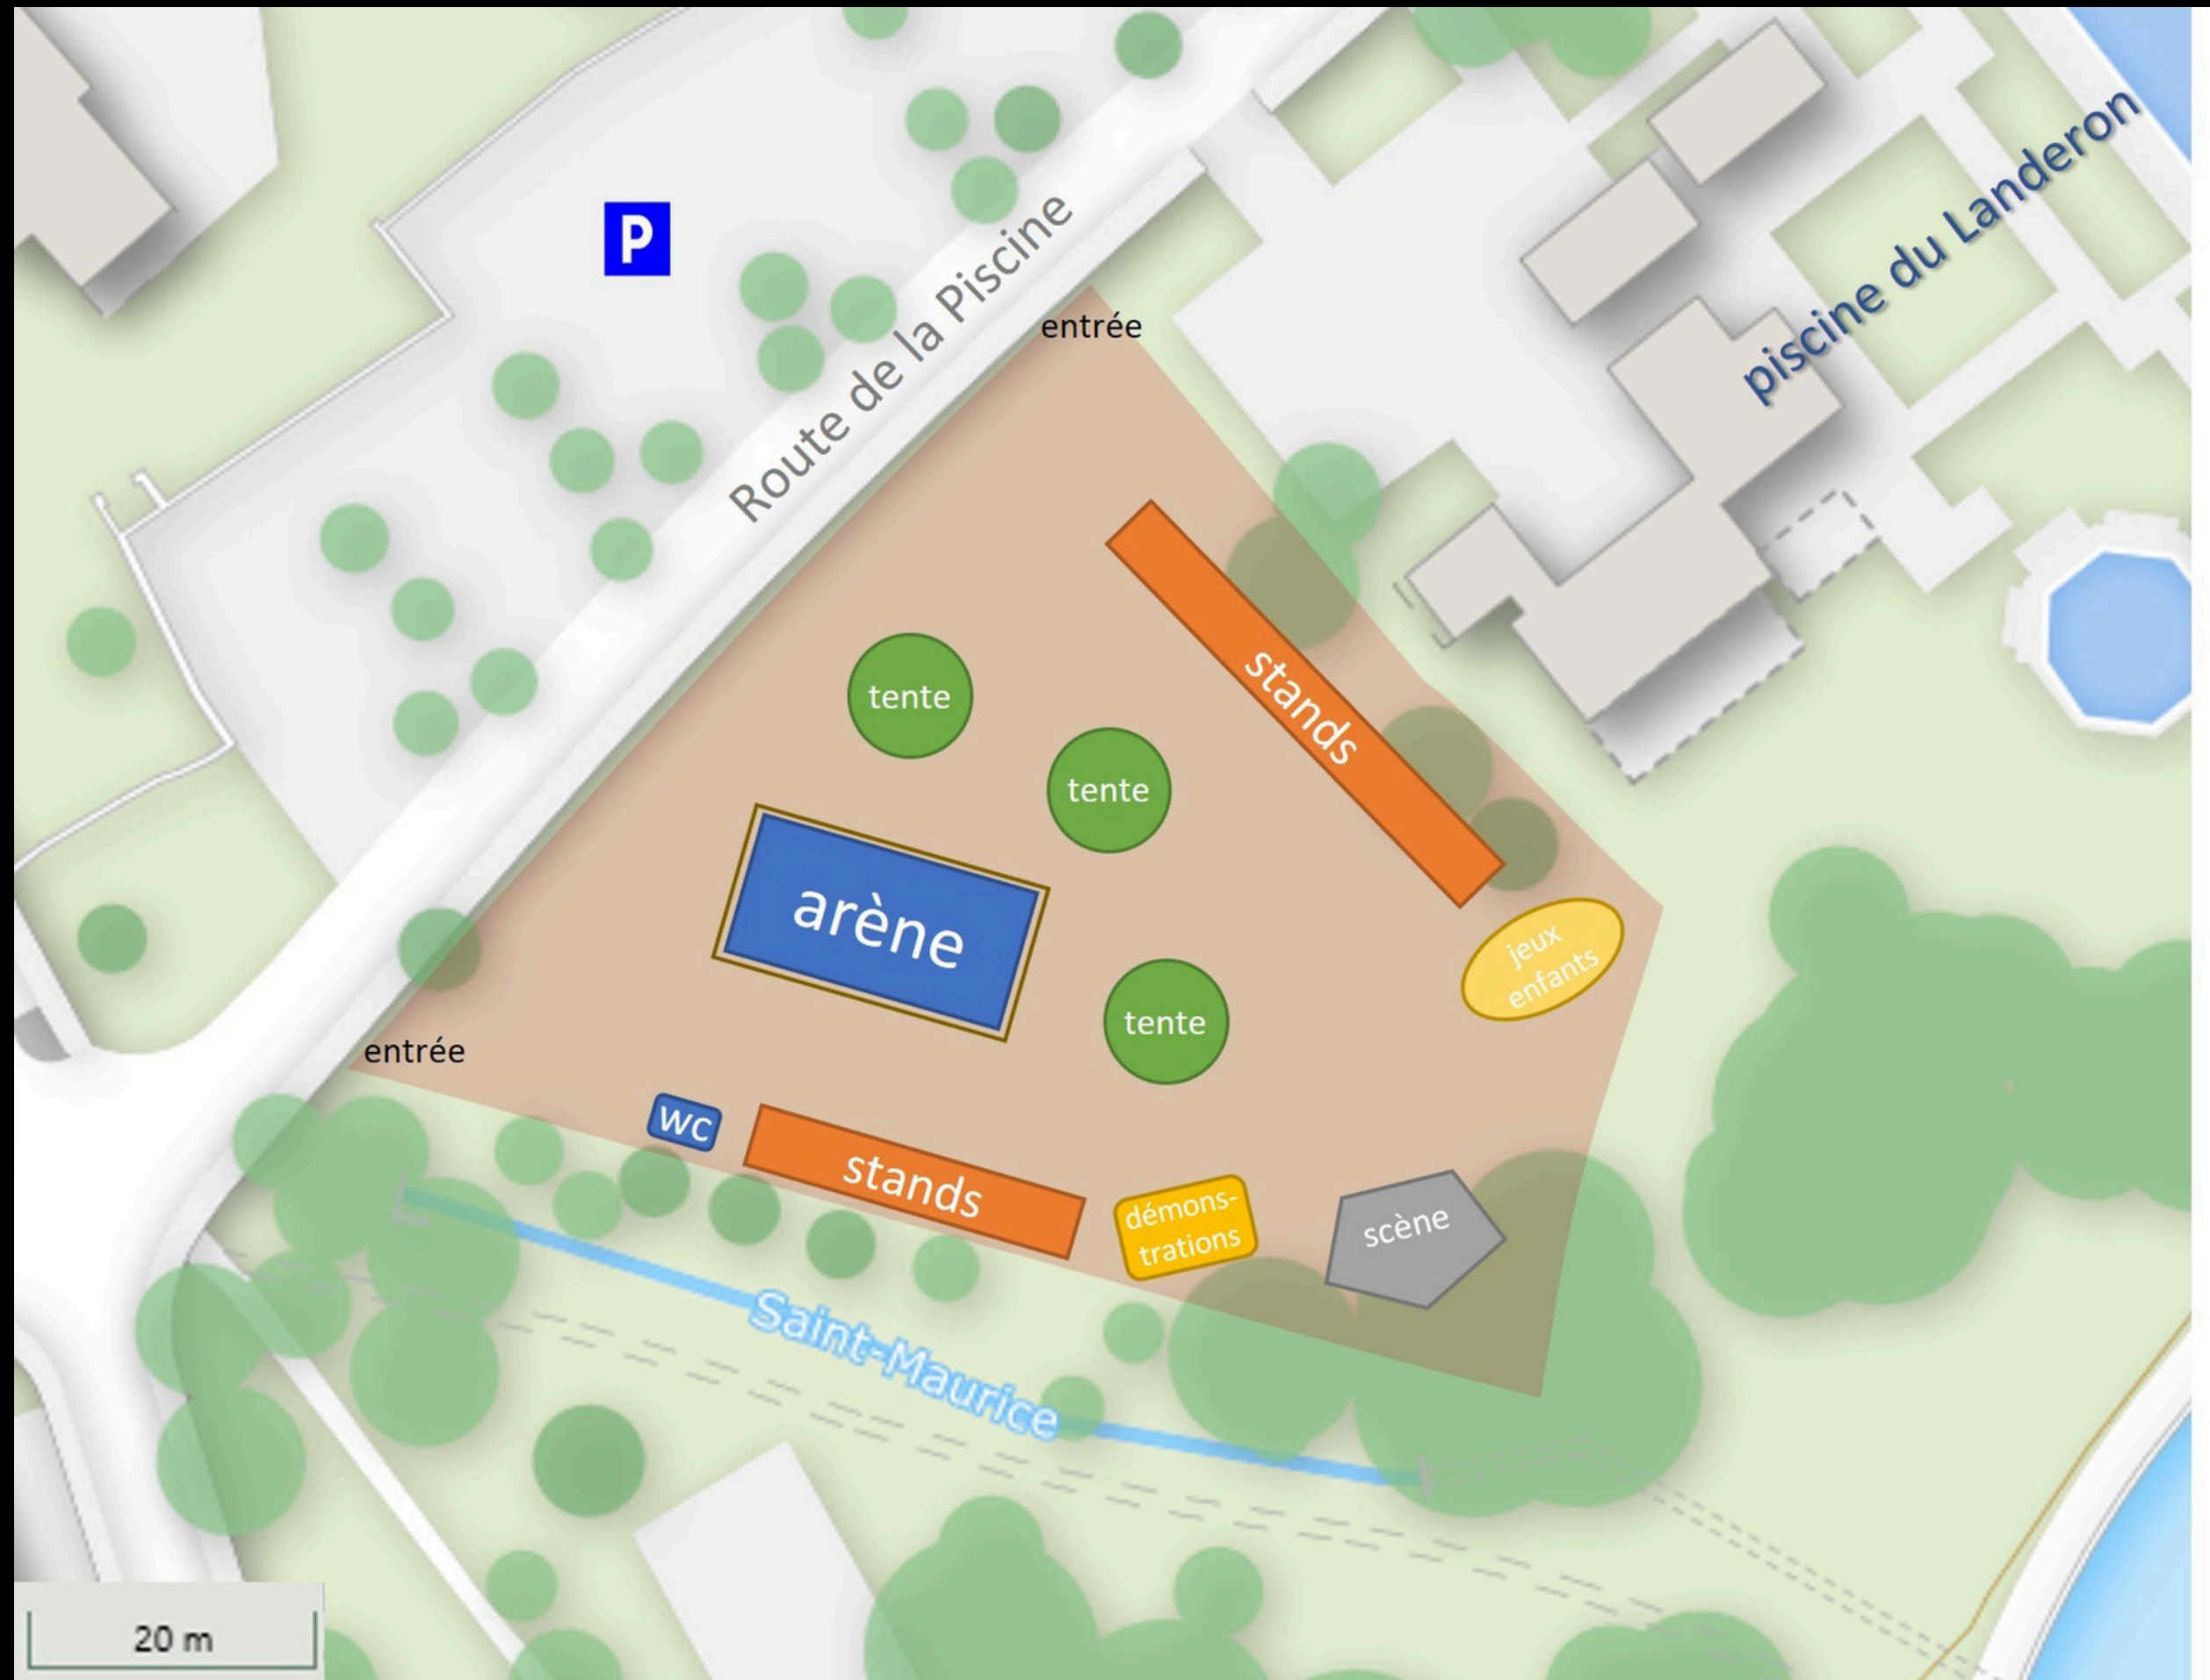 P
Route de la Piscine
piscine du Landeron
entrée
stands
tente
tente
arène
jeux
enfants
tente
entrée
wc
stands
démons-
trations
scène
Saint-Maurice
20 m